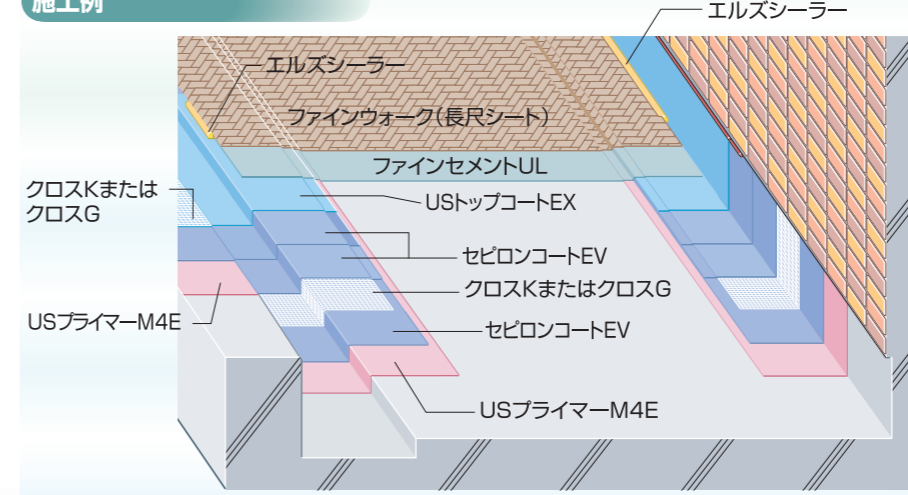 施工例
エルズシーラー
エルズシーラー
ファインウォーク(長尺シート)
ファインセメントUL
クロスKまたは
クロスG
USトップコートEX
セピロンコートEV
クロスKまたはクロスG
USプライマーM4E
セピロンコートEV
USプライマーM4E